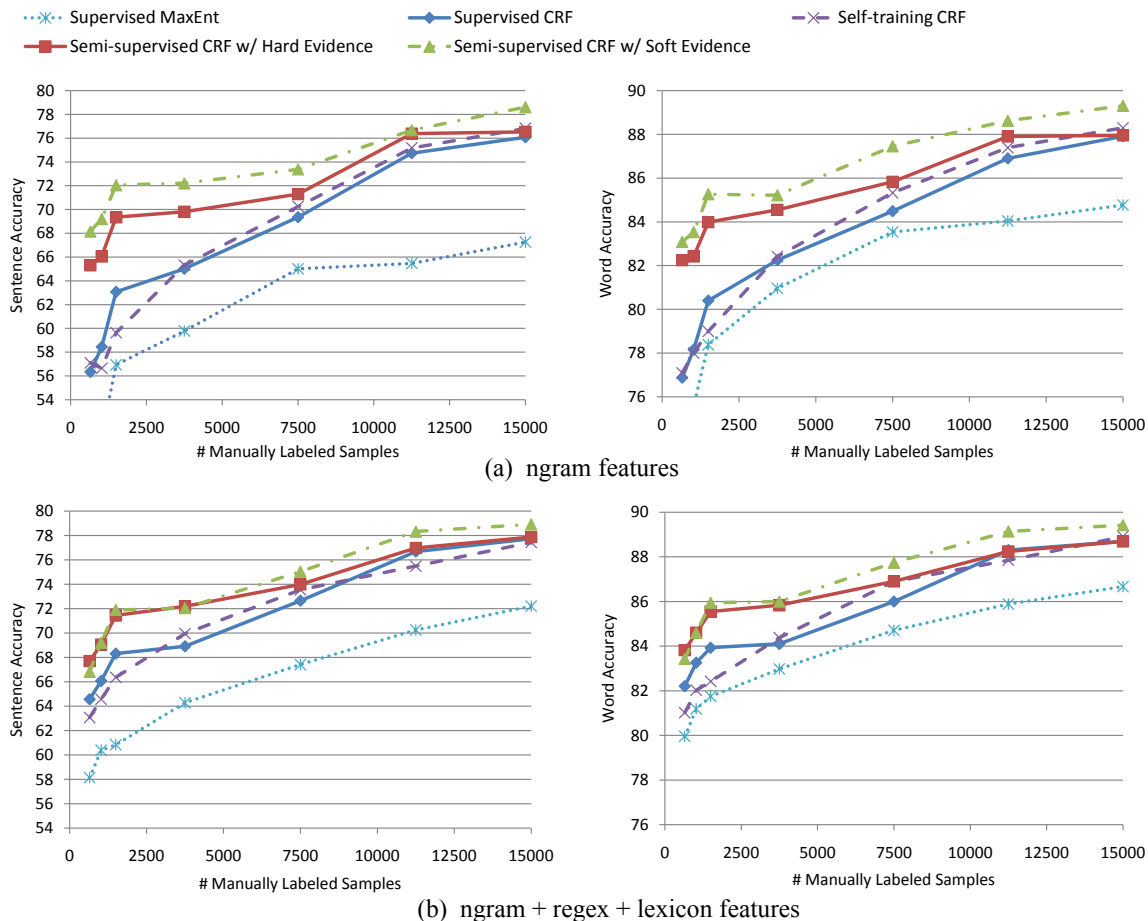 Supervised MaxEnt Supervised CRF Self-training CRF
Semi-supervised CRF w/ Hard Evidence Semi-supervised CRF w/ Soft Evidence
80
78
76
74
72
70
68
66
64
62
60
58
56
54
Sentence Accuracy
0 2500 5000 7500 10000 12500 15000
# Manually Labeled Samples
90
88
86
84
82
80
78
76
Word Accuracy
0 2500 5000 7500 10000 12500 15000
# Manually Labeled Samples
(a) ngram features
80
78
76
74
72
70
68
66
64
62
60
58
56
54
Sentence Accuracy
0 2500 5000 7500 10000 12500 15000
# Manually Labeled Samples
90
88
86
84
82
80
78
76
Word Accuracy
0 2500 5000 7500 10000 12500 15000
# Manually Labeled Samples
(b) ngram + regex + lexicon features